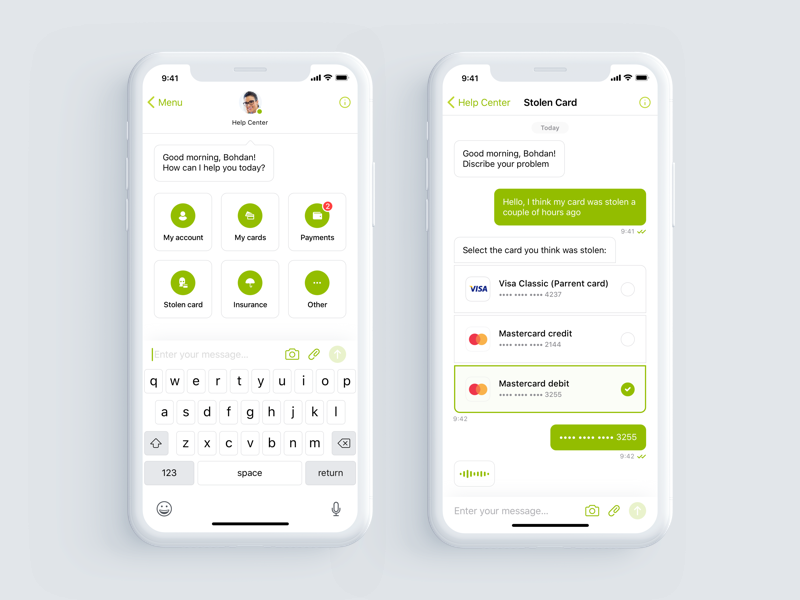 9:41
Menu
Help Center
Good morning, Bohdan!
How can I help you today?
My account
My cards
2
Payments
Stolen card
Insurance
Other
Enter your message...
q w e r t y u i o p
a s d f g h j k l
z x c v b n m
123 space return
9:41
Help Center
Stolen Card
Today
Good morning, Bohdan!
Discribe your problem
Hello, I think my card was stolen a
couple of hours ago
9:41
Select the card you think was stolen:
VISA
Visa Classic (Parrent card)
•••• •••• •••• 4237
Mastercard credit
•••• •••• •••• 2144
Mastercard debit
•••• •••• •••• 3255
9:42
•••• •••• •••• 3255
9:42
Enter your message...